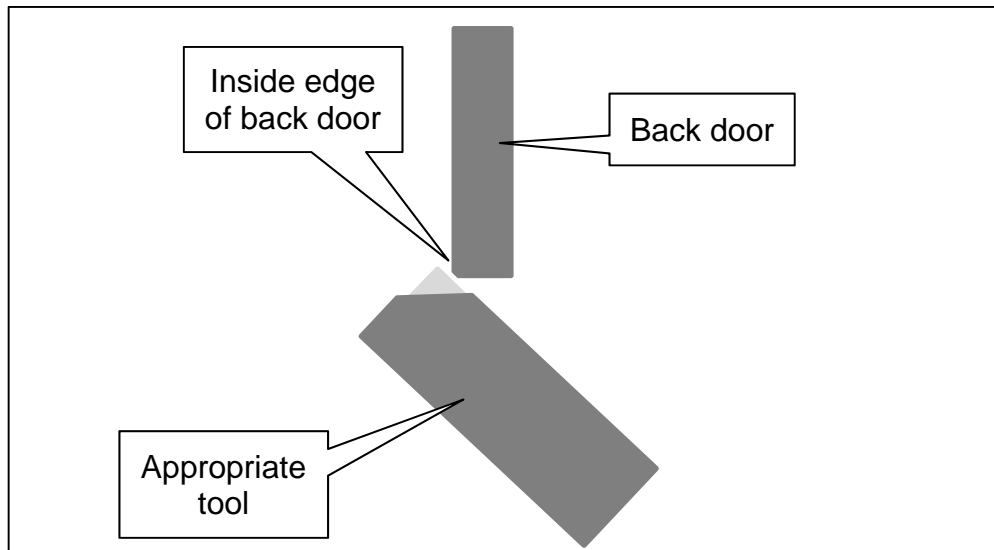 Inside edge
of back door
Back door
Appropriate
tool